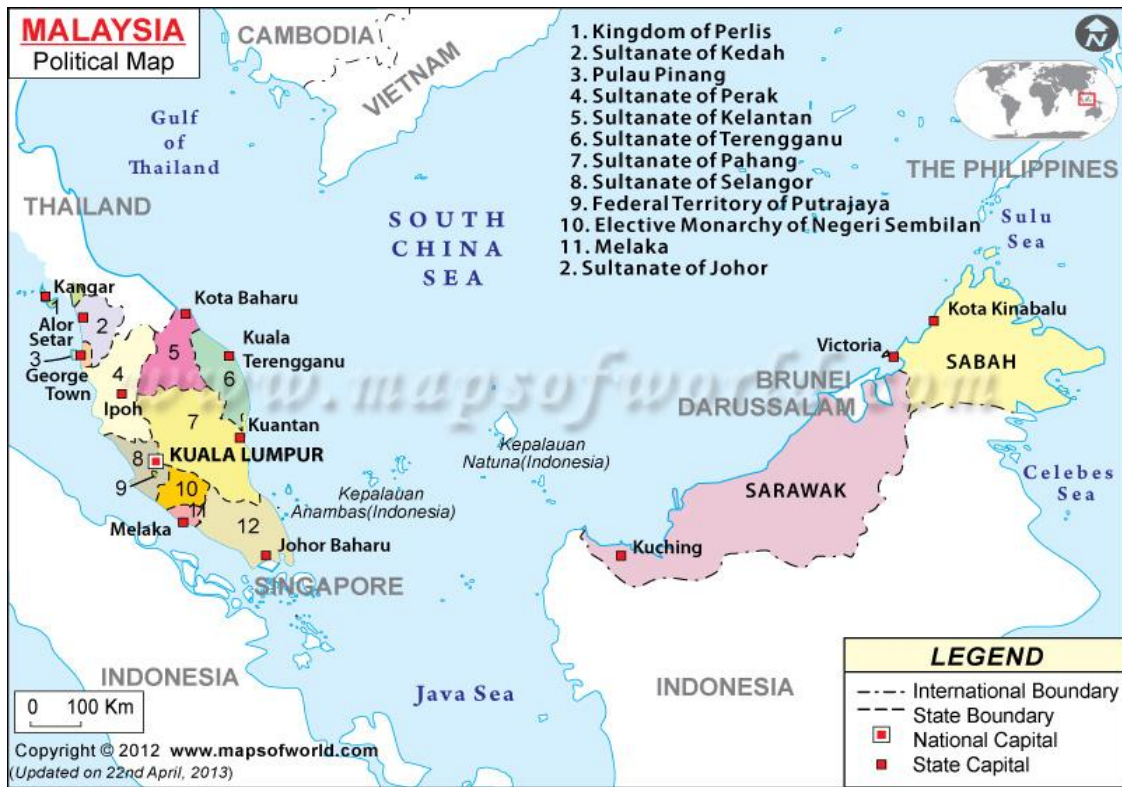 MALAYSIA
Political Map
CAMBODIA
VIETNAM
1. Kingdom of Perlis
2. Sultanate of Kedah
3. Pulau Pinang
4. Sultanate of Perak
5. Sultanate of Kelantan
6. Sultanate of Terengganu
7. Sultanate of Pahang
8. Sultanate of Selangor
9. Federal Territory of Putrajaya
10. Elective Monarchy of Negeri Sembilan
11. Melaka
2. Sultanate of Johor
N
Gulf
of
Thailand
THAILAND
SOUTH
CHINA
SEA
THE PHILIPPINES
Sulu
Sea
Kangar
1
Alor
Setar
2
3
George
Town
Kota Baharu
5
Kuala
Terengganu
6
4
Ipoh
7
Kuantan
8
KUALA LUMPUR
9
10
11
Melaka
12
Johor Baharu
SINGAPORE
Kepalauan
Natuna(Indonesia)
Kepalauan
Anambas(Indonesia)
Kota Kinabalu
Victoria
SABAH
BRUNEI
DARUSSALAM
SARAWAK
Kuching
Celebes
Sea
www.mapsofworld.com
INDONESIA
Java Sea
INDONESIA
0 100 Km
Copyright © 2012 www.mapsofworld.com
(Updated on 22nd April, 2013)
LEGEND
International Boundary
State Boundary
National Capital
State Capital